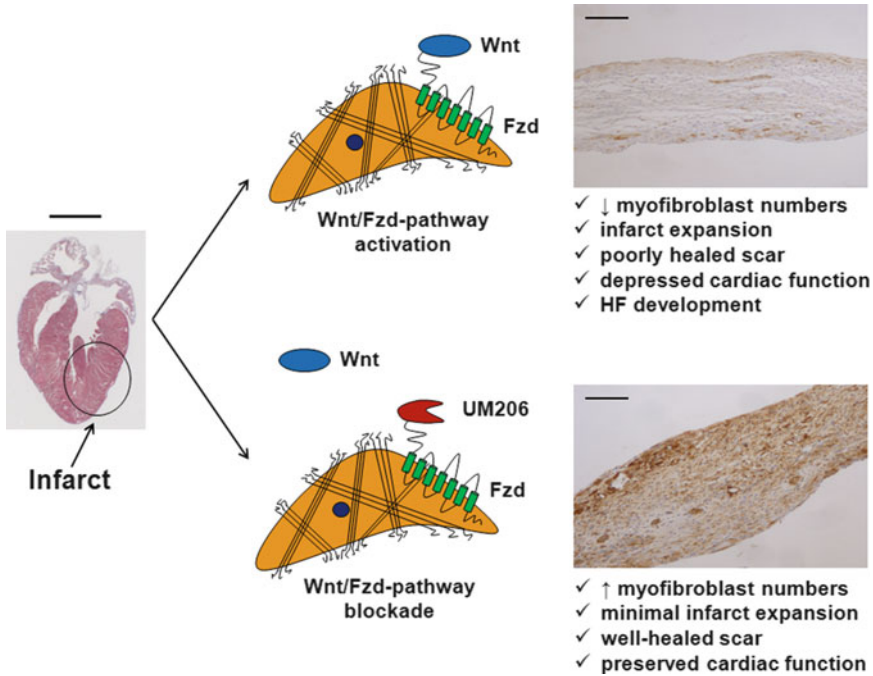 Wnt
Fzd
Wnt/Fzd-pathway
activation
✓ ↓ myofibroblast numbers
✓ infarct expansion
✓ poorly healed scar
✓ depressed cardiac function
✓ HF development
Infarct
Wnt
UM206
Fzd
Wnt/Fzd-pathway
blockade
✓ ↑ myofibroblast numbers
✓ minimal infarct expansion
✓ well-healed scar
✓ preserved cardiac function